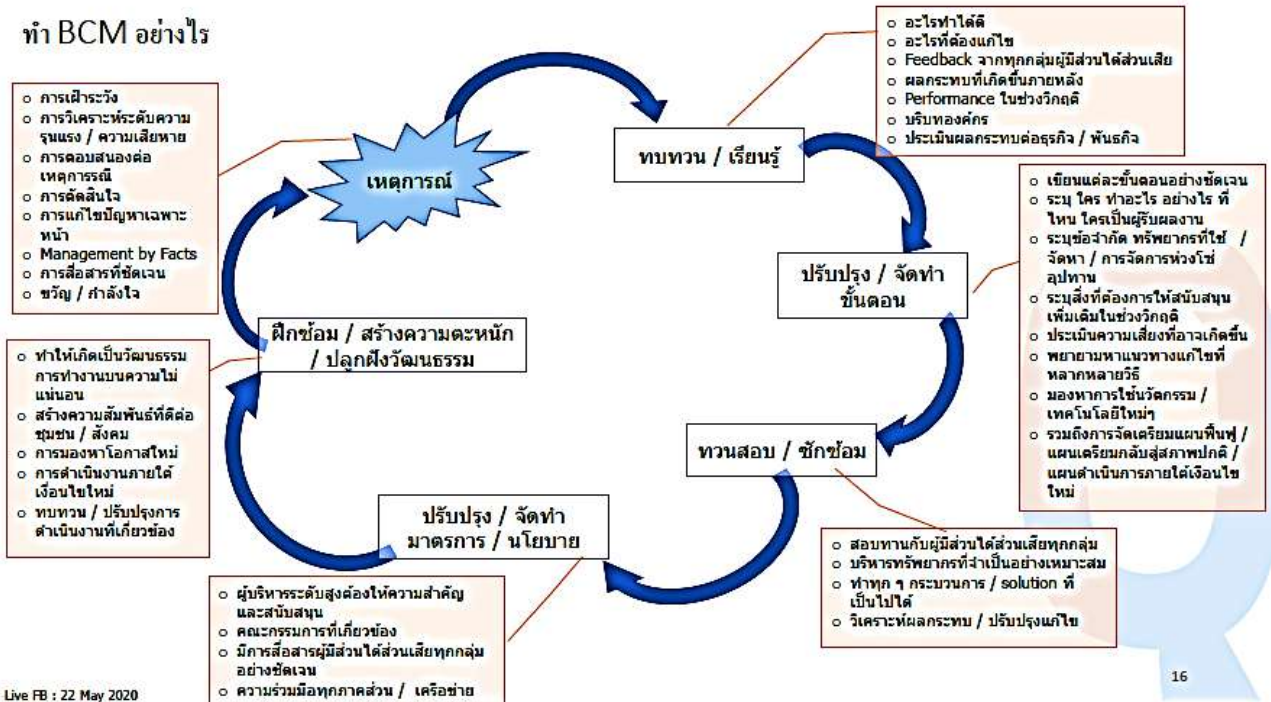 ทำ BCM อย่างไร
o การเฝ้าระวัง
o การวิเคราะห์ระดับความ
รุนแรง / ความเสียหาย
o การตอบสนองต่อ
เหตุการรณ์
o การตัดสินใจ
o การแก้ไขปัญหาเฉพาะ
หน้า
o Management by Facts
o การสื่อสารที่ชัดเจน
o ขวัญ / กำลังใจ
เหตุการณ์
ทบทวน / เรียนรู้
o อะไรทำได้ดี
o อะไรที่ต้องแก้ไข
o Feedback จากทุกกลุ่มผู้มีส่วนได้ส่วนเสีย
o ผลกระทบที่เกิดขึ้นภายหลัง
o Performance ในช่วงวิกฤติ
o บริบทองค์กร
o ประเมินผลกระทบต่อธุรกิจ / พันธกิจ
ปรับปรุง / จัดทำ
ขั้นตอน
o เขียนแต่ละขั้นตอนอย่างชัดเจน
o ระบุ ใคร ทำอะไร อย่างไร ที่
ไหน ใครเป็นผู้รับผลงาน
o ระบุข้อจำกัด ทรัพยากรที่ใช้ /
จัดหา / การจัดการห่วงโซ่
อุปทาน
o ระบุสิ่งที่ต้องการให้สนับสนุน
เพิ่มเติมในช่วงวิกฤติ
o ประเมินความเสี่ยงที่อาจเกิดขึ้น
o พยายามหาแนวทางแก้ไขที่
หลากหลายวิธี
o มองหาการใช้นวัตกรรม /
เทคโนโลยีใหม่ๆ
o รวมถึงการจัดเตรียมแผนฟื้นฟู /
แผนเตรียมกลับสู่สภาพปกติ /
แผนดำเนินการภายใต้เงื่อนไข
ใหม่
ทวนสอบ / ซักซ้อม
o สอบทานกับผู้มีส่วนได้ส่วนเสียทุกกลุ่ม
o บริหารทรัพยากรที่จำเป็นอย่างเหมาะสม
o ทำทุก ๆ กระบวนการ / solution ที่
เป็นไปได้
o วิเคราะห์ผลกระทบ / ปรับปรุงแก้ไข
ปรับปรุง / จัดทำ
มาตรการ / นโยบาย
o ผู้บริหารระดับสูงต้องให้ความสำคัญ
และสนับสนุน
o คณะกรรมการที่เกี่ยวข้อง
o มีการสื่อสารผู้มีส่วนได้ส่วนเสียทุกกลุ่ม
อย่างชัดเจน
o ความร่วมมือทุกภาคส่วน / เครือข่าย
ฝึกซ้อม / สร้างความตะหนัก
/ ปลูกฝังวัฒนธรรม
o ทำให้เกิดเป็นวัฒนธรรม
การทำงานบนความไม่
แน่นอน
o สร้างความสัมพันธ์ที่ดีต่อ
ชุมชน / สังคม
o การมองหาโอกาสใหม่
o การดำเนินงานภายใต้
เงื่อนไขใหม่
o ทบทวน / ปรับปรุงการ
ดำเนินงานที่เกี่ยวข้อง
Live FB : 22 May 2020
16